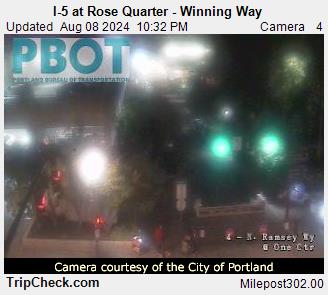 I-5 at Rose Quarter - Winning Way
Updated Aug 08 2024 10:32 PM Camera 4
PBOT
PORTLAND BUREAU OF TRANSPORTATION
4 - N. Ramsey Wy
@ One Ctr
Camera courtesy of the City of Portland
TripCheck.com Milepost302.00